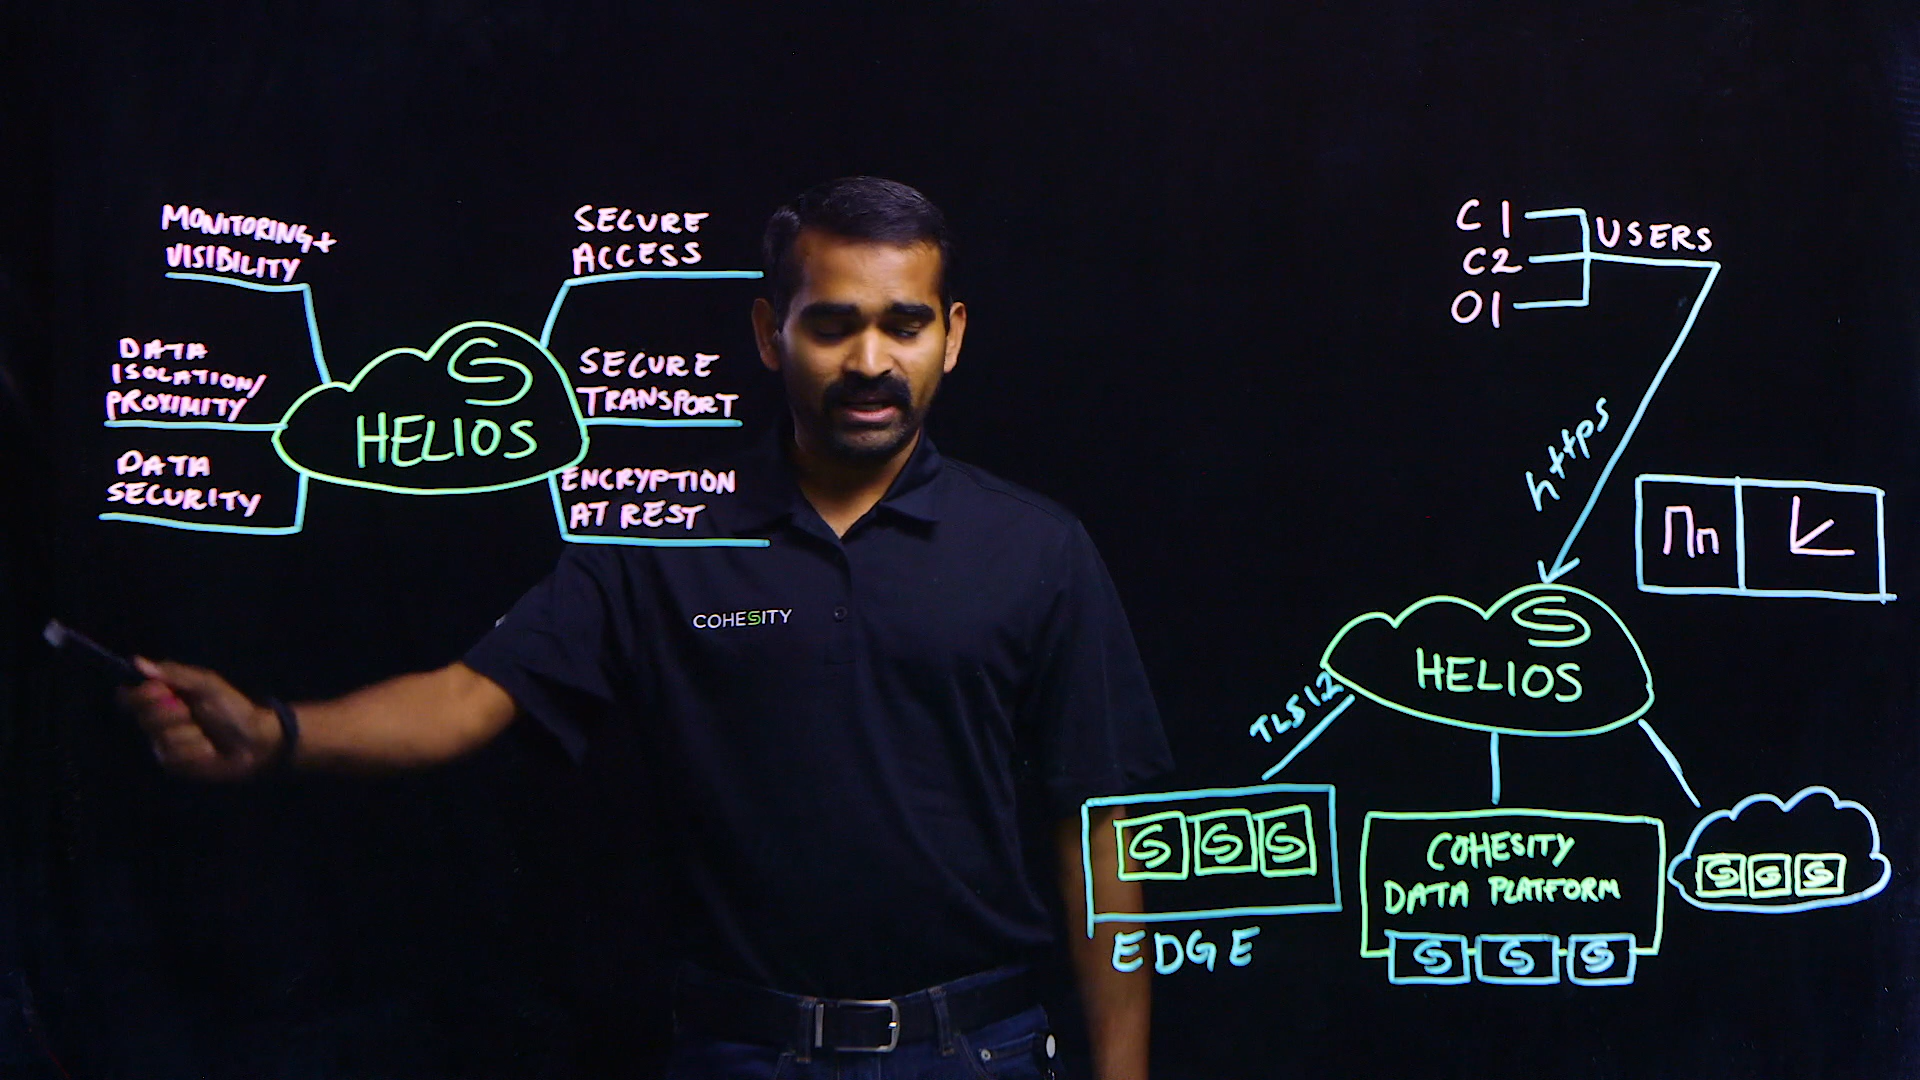 MONITORING +
VISIBILITY
DATA
ISOLATION/
PROXIMITY
DATA
SECURITY
HELIOS
SECURE
ACCESS
SECURE
TRANSPORT
ENCRYPTION
AT REST
COHESITY
C1
C2
O1
USERS
https
HELIOS
TLS 1.2
EDGE
COHESITY
DATA PLATFORM